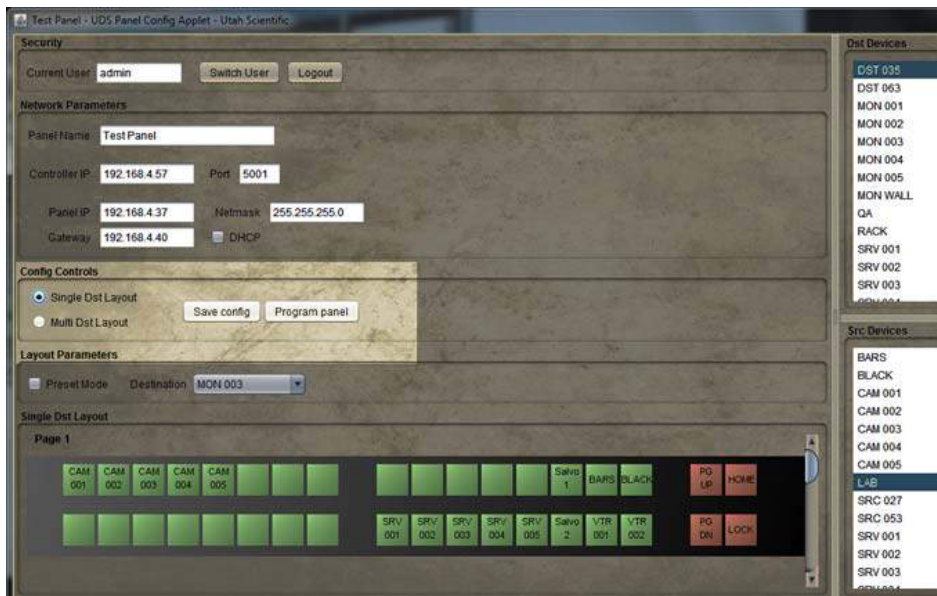 Test Panel - UDS Panel Config Applet - Utah Scientific
Security
Current User admin Switch User Logout
Network Parameters
Panel Name Test Panel
Controller IP 192.168.4.57 Port 5001
Panel IP 192.168.4.37 Netmask 255.255.255.0
Gateway 192.168.4.40 DHCP
Config Controls
Single Dst Layout
Multi Dst Layout
Save config Program panel
Layout Parameters
Preset Mode Destination MON 003
Single Dst Layout
Page 1
CAM 001 CAM 002 CAM 003 CAM 004 CAM 005 Salvo 1 BARS BLACK PG UP HOME
SRV 001 SRV 002 SRV 003 SRV 004 SRV 005 Salvo 2 VTR 001 VTR 002 PG DN LOCK
Dst Devices
DST 035
DST 063
MON 001
MON 002
MON 003
MON 004
MON 005
MON WALL
QA
RACK
SRV 001
SRV 002
SRV 003
Src Devices
BARS
BLACK
CAM 001
CAM 002
CAM 003
CAM 004
CAM 005
LAB
SRC 027
SRC 053
SRV 001
SRV 002
SRV 003